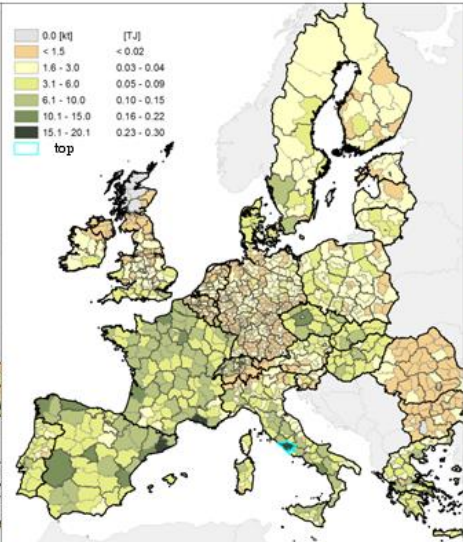 0.0 [kt] [TJ]
< 1.5 < 0.02
1.6 - 3.0 0.03 - 0.04
3.1 - 6.0 0.05 - 0.09
6.1 - 10.0 0.10 - 0.15
10.1 - 15.0 0.16 - 0.22
15.1 - 20.1 0.23 - 0.30
top